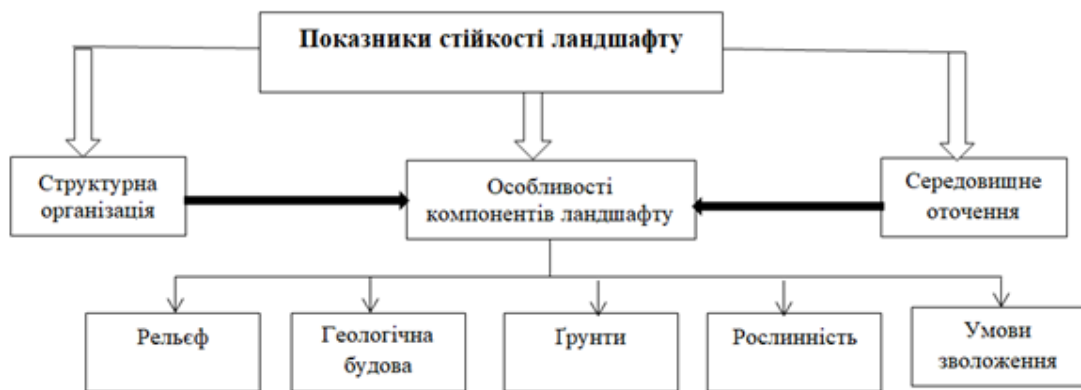 Показники стійкості ландшафту
Структурна
організація
Особливості
компонентів ландшафту
Середовищне
оточення
Рельєф
Геологічна
будова
Ґрунти
Рослинність
Умови
зволоження